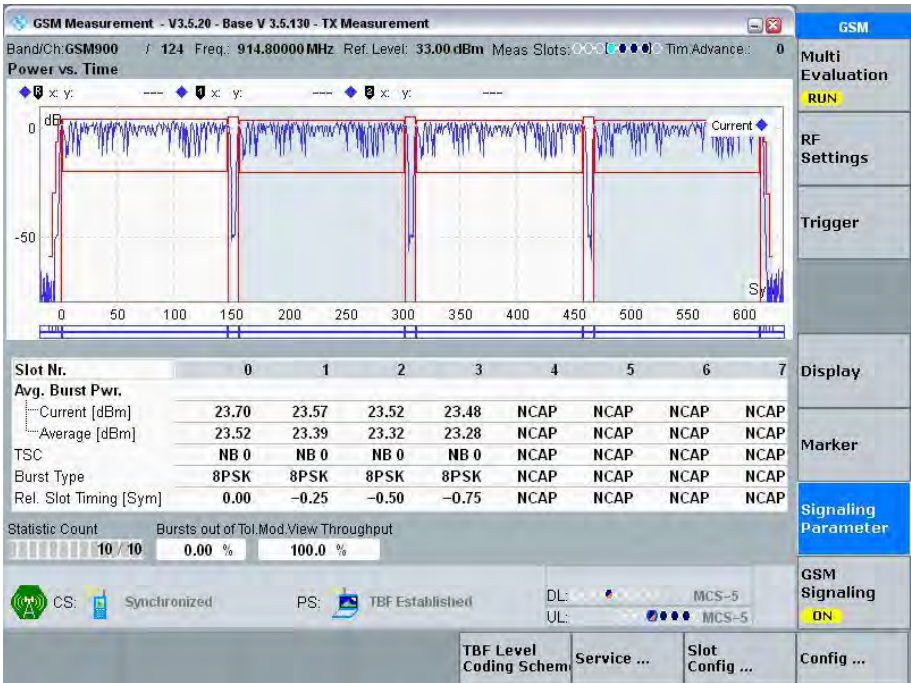 GSM Measurement - V3.5.20 - Base V 3.5.130 - TX Measurement
Band/Ch: GSM900 / 124 Freq.: 914.80000 MHz Ref. Level: 33.00 dBm Meas Slots: Tim Advance: 0
Power vs. Time
R x: y: --- 1 x: y: --- 2 x: y: ---
dB
Current
0
-50
Sy
0 50 100 150 200 250 300 350 400 450 500 550 600
Slot Nr. 0 1 2 3 4 5 6 7
Avg. Burst Pwr.
Current [dBm] 23.70 23.57 23.52 23.48 NCAP NCAP NCAP NCAP
Average [dBm] 23.52 23.39 23.32 23.28 NCAP NCAP NCAP NCAP
TSC NB 0 NB 0 NB 0 NB 0 NCAP NCAP NCAP NCAP
Burst Type 8PSK 8PSK 8PSK 8PSK NCAP NCAP NCAP NCAP
Rel. Slot Timing [Sym] 0.00 −0.25 −0.50 −0.75 NCAP NCAP NCAP NCAP
Statistic Count Bursts out of Tol. Mod.View Throughput
10 / 10 0.00 % 100.0 %
CS: Synchronized PS: TBF Established DL: MCS-5
UL: MCS-5
TBF Level
Coding Schem
Service ...
Slot
Config ...
Config ...
GSM
Multi
Evaluation
RUN
RF
Settings
Trigger
Display
Marker
Signaling
Parameter
GSM
Signaling
ON